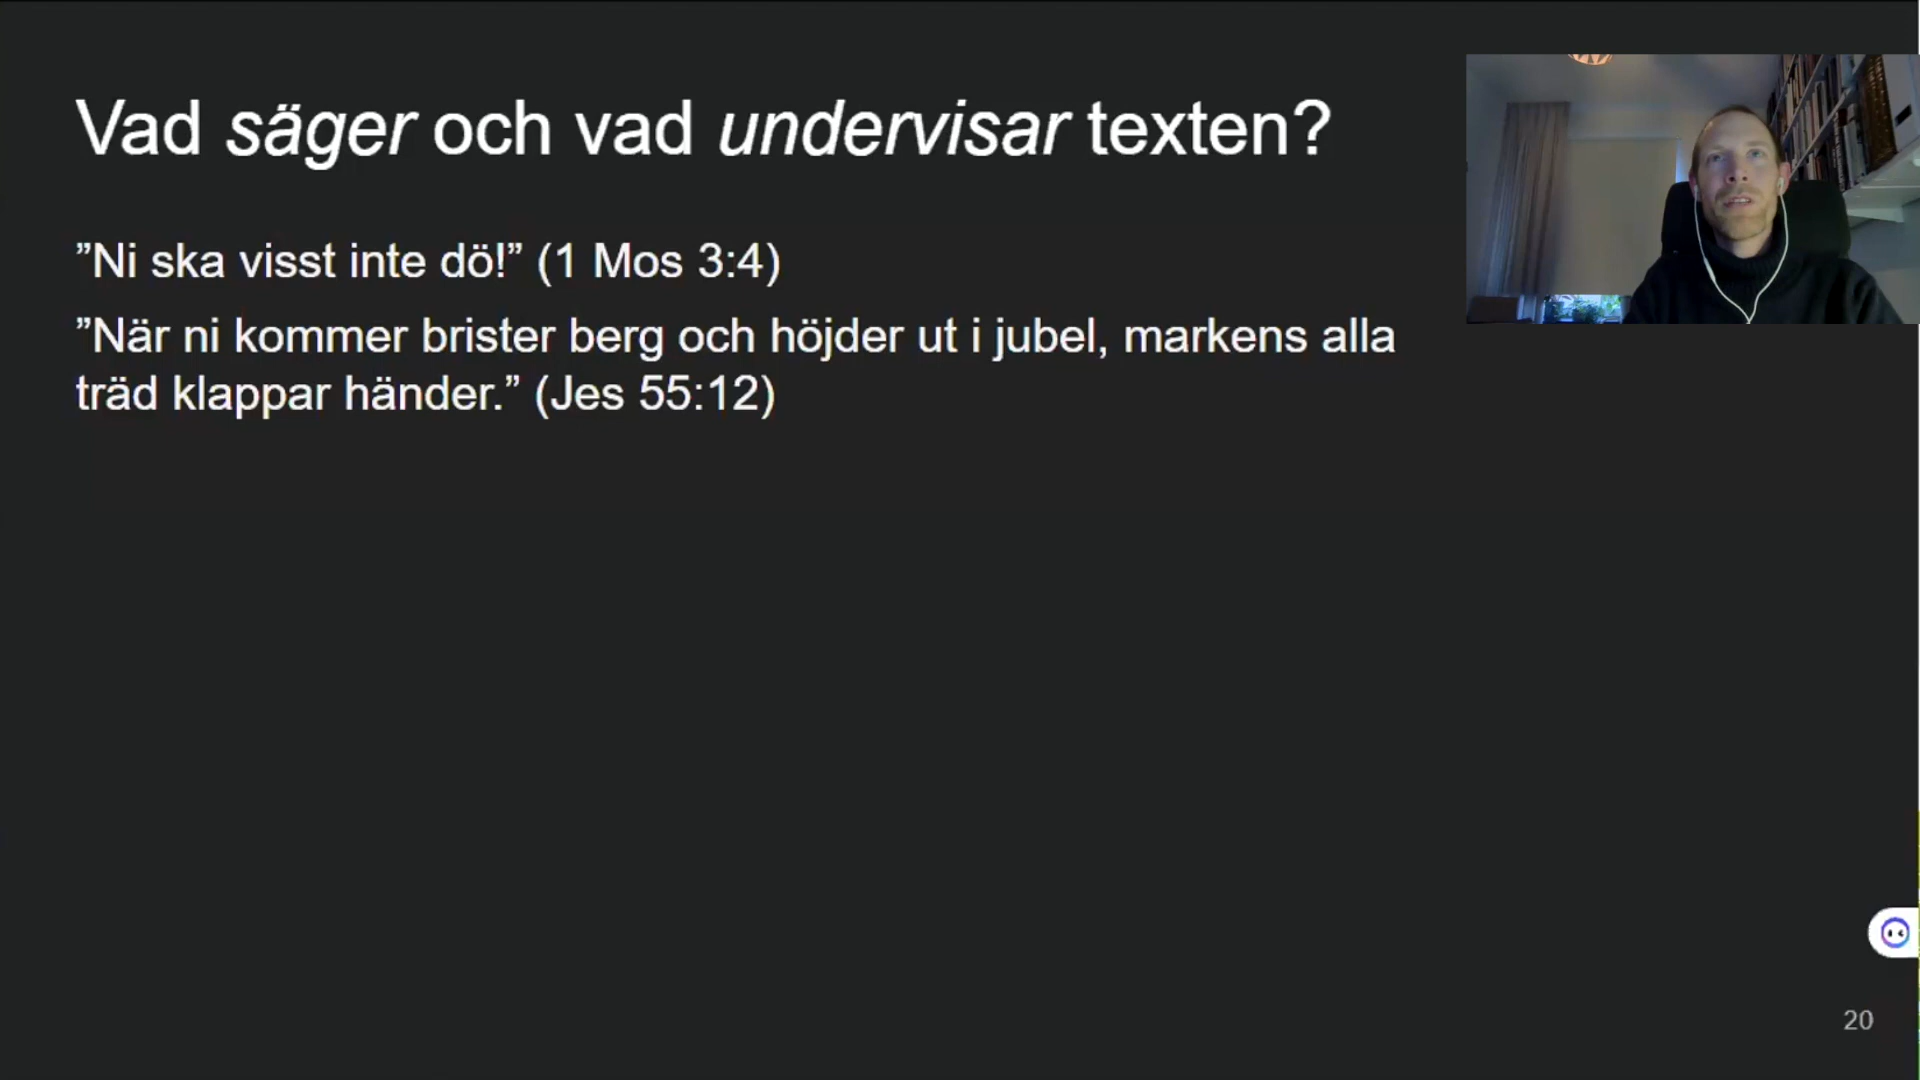 Vad säger och vad undervisar texten?
”Ni ska visst inte dö!” (1 Mos 3:4)
”När ni kommer brister berg och höjder ut i jubel, markens alla
träd klappar händer.” (Jes 55:12)
20